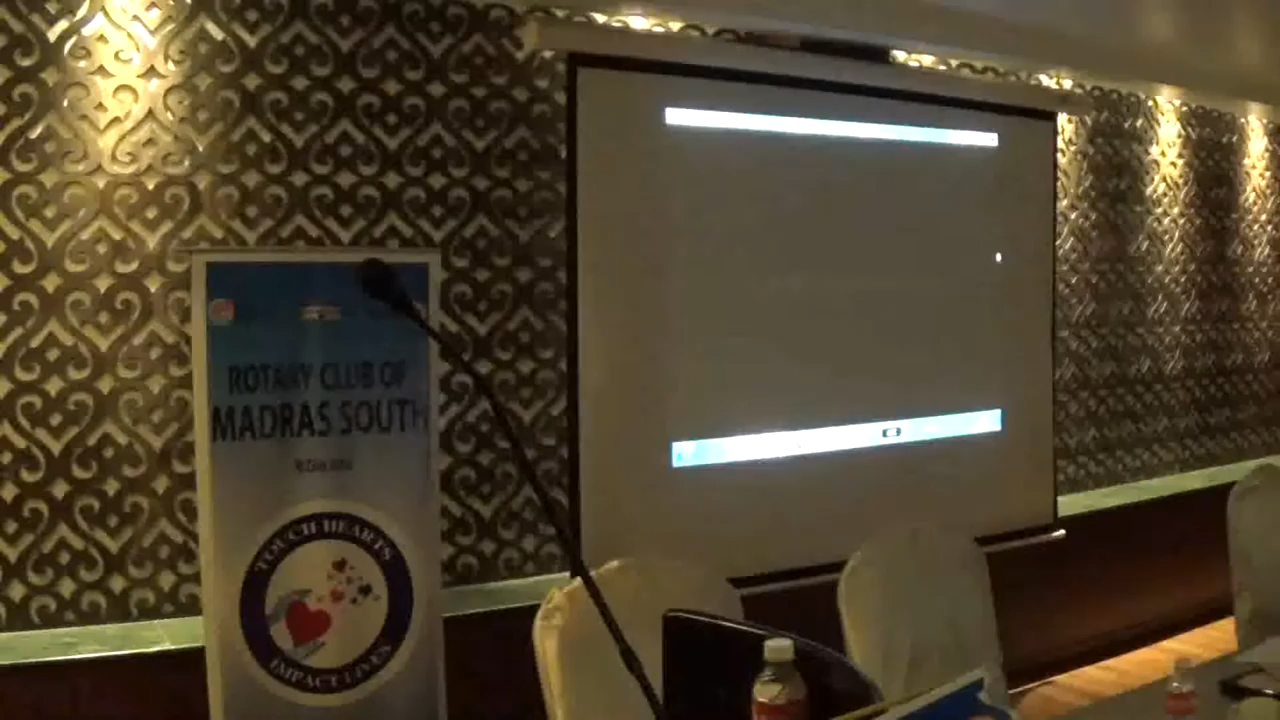 ROTARY CLUB OF
MADRAS SOUTH
TOUCH HEARTS
IMPACT LIVES